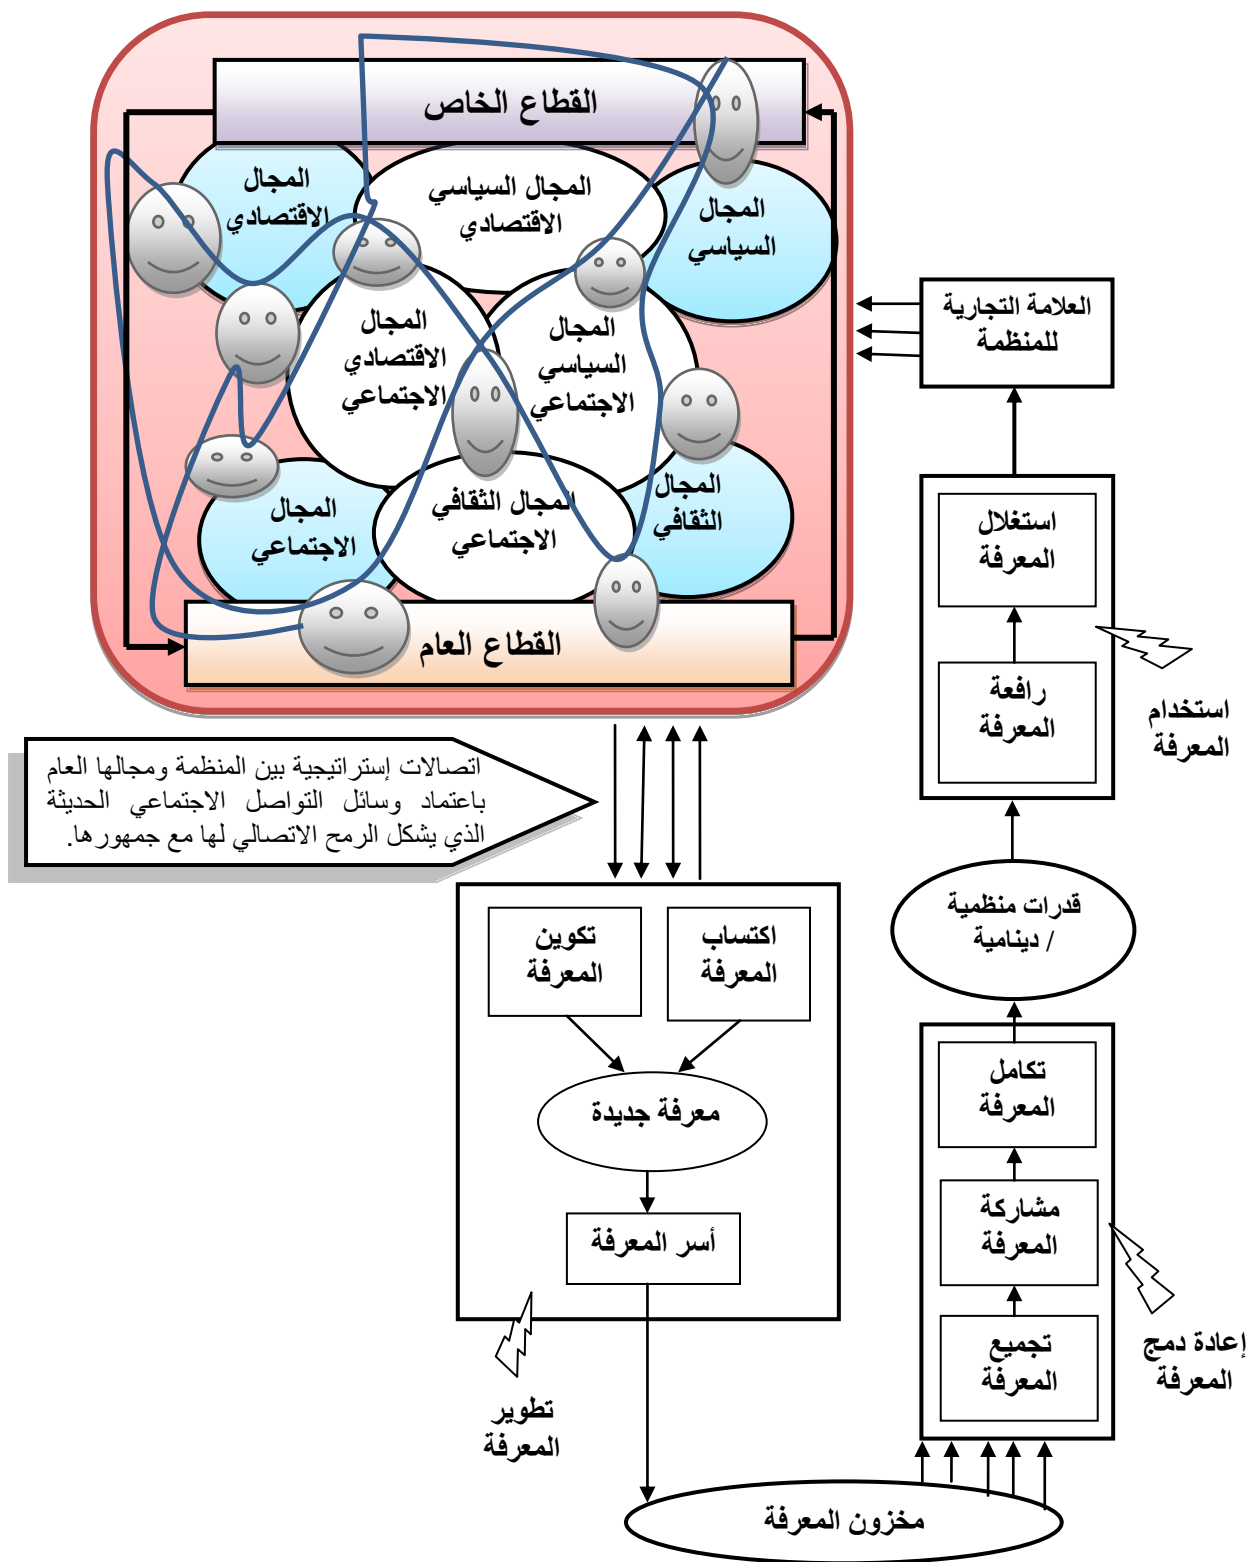 القطاع الخاص
المجال
الاقتصادي
المجال السياسي
الاقتصادي
المجال
السياسي
المجال
الاقتصادي
الاجتماعي
المجال
السياسي
الاجتماعي
المجال
الاجتماعي
المجال الثقافي
الاجتماعي
المجال
الثقافي
القطاع العام
العلامة التجارية
للمنظمة
استغلال
المعرفة
رافعة
المعرفة
استخدام
المعرفة
اتصالات إستراتيجية بين المنظمة ومجالها العام
باعتماد وسائل التواصل الاجتماعي الحديثة
الذي يشكل الرمح الاتصالي لها مع جمهورها.
قدرات منظمية
/ دينامية
اكتساب
المعرفة
تكوين
المعرفة
معرفة جديدة
أسر المعرفة
تطوير
المعرفة
تكامل
المعرفة
مشاركة
المعرفة
تجميع
المعرفة
إعادة دمج
المعرفة
مخزون المعرفة